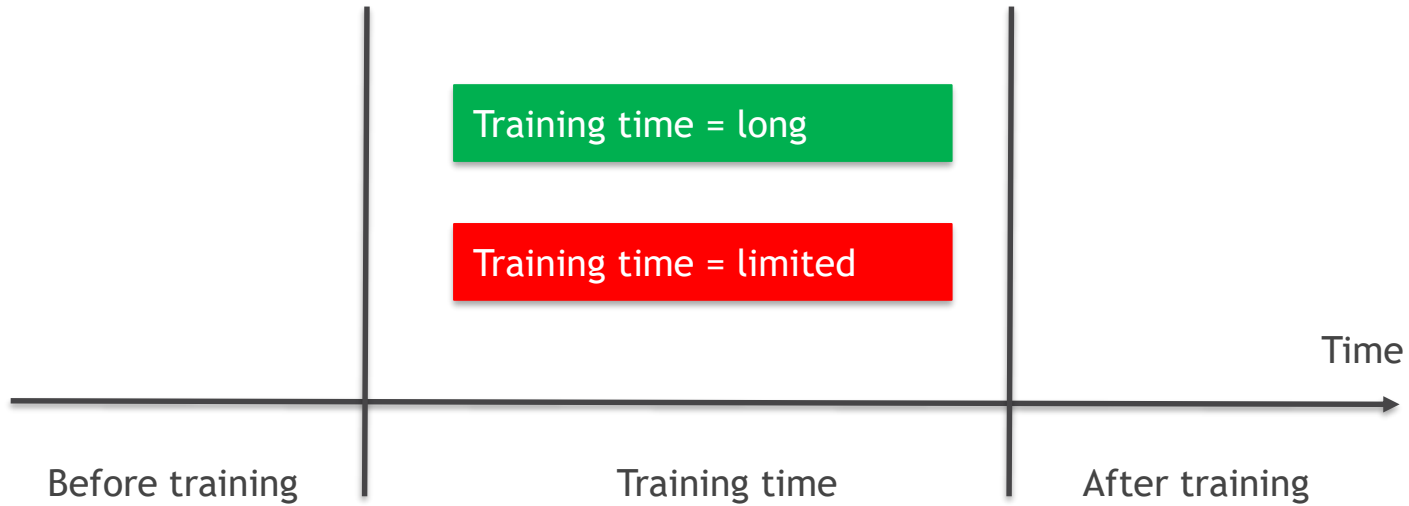 Training time = long
Training time = limited
Time
Before training
Training time
After training